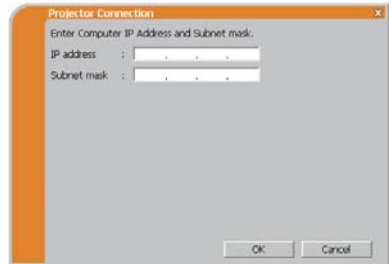 Projector Connection X
Enter Computer IP Address and Subnet mask.
IP address : . . .
Subnet mask : . . .
OK Cancel